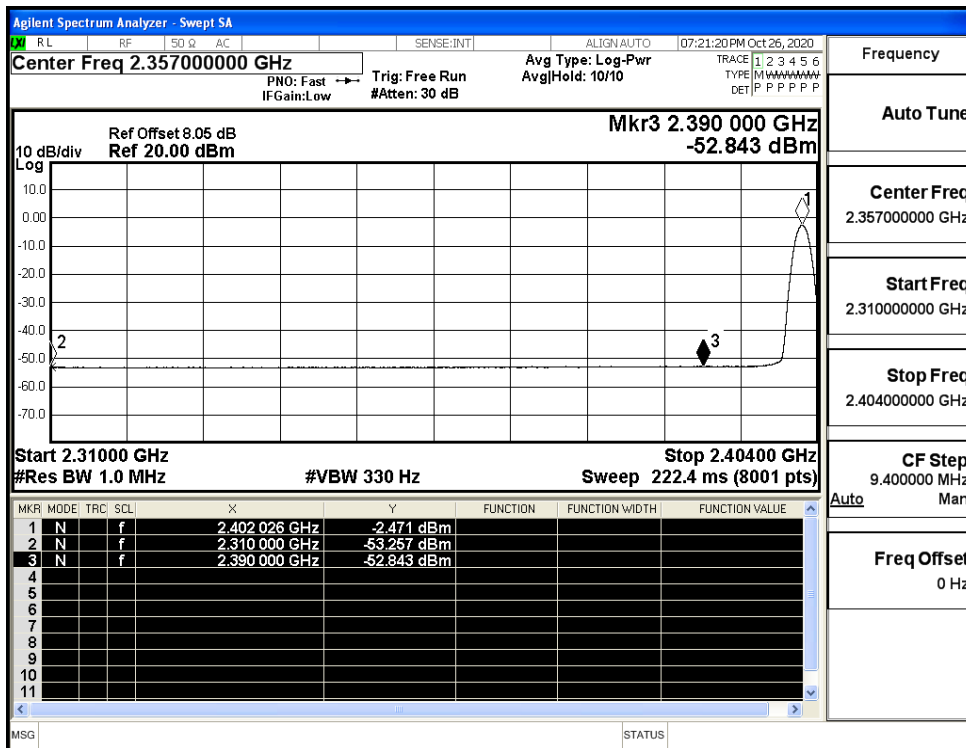 Agilent Spectrum Analyzer - Swept SA
LXI RL RF 50 Ω AC SENSE:INT ALIGN AUTO 07:21:20 PM Oct 26, 2020
Center Freq 2.357000000 GHz
PNO: Fast
IFGain:Low
Trig: Free Run
#Atten: 30 dB
Avg Type: Log-Pwr
Avg|Hold: 10/10
TRACE 1 2 3 4 5 6
TYPE M W W W W W
DET P P P P P P
Ref Offset 8.05 dB
10 dB/div Ref 20.00 dBm
Log
Mkr3 2.390 000 GHz
-52.843 dBm
10.0
0.00
-10.0
-20.0
-30.0
-40.0
-50.0
-60.0
-70.0
1
2
3
Start 2.31000 GHz Stop 2.40400 GHz
#Res BW 1.0 MHz #VBW 330 Hz Sweep 222.4 ms (8001 pts)
MKR MODE TRC SCL X Y FUNCTION FUNCTION WIDTH FUNCTION VALUE
1 N f 2.402 026 GHz -2.471 dBm
2 N f 2.310 000 GHz -53.257 dBm
3 N f 2.390 000 GHz -52.843 dBm
4
5
6
7
8
9
10
11
MSG STATUS
Frequency
Auto Tune
Center Freq
2.357000000 GHz
Start Freq
2.310000000 GHz
Stop Freq
2.404000000 GHz
CF Step
9.400000 MHz
Auto Man
Freq Offset
0 Hz